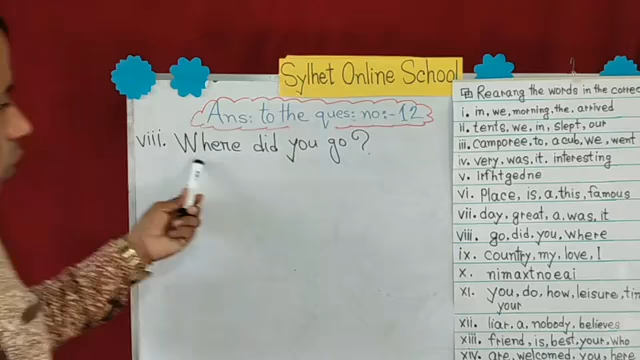 Sylhet Online School
Ans: to the ques: no:- 12
viii. Where did you go?
Rearrang the words in the correc
i. in, we, morning, the, arrived
ii. tents, we, in, slept, our
iii. camporee, to, a cub, we, went
iv. very, was, it, interesting
v. Irfhtgedne
vi. Place, is, a, this, famous
vii. day, great, a, was, it
viii. go, did, you, where
ix. country, my, love, I
x. nimaxtnoeai
xi. you, do, how, leisure, tim
your
xii. liar, a, nobody, believes
xiii. friend, is, best, your, who
xiv. are, welcomed, you, here